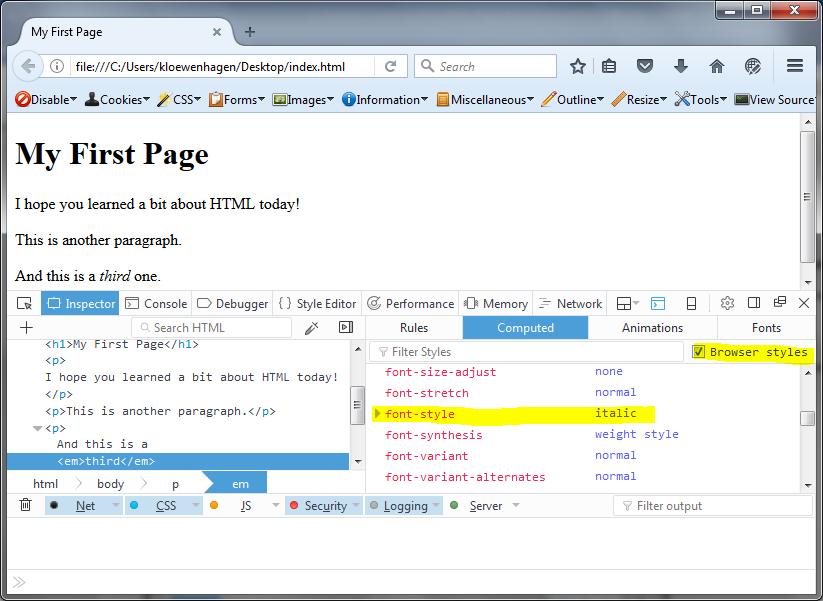 My First Page
file:///C:/Users/kloewenhagen/Desktop/index.html
Search
Disable Cookies CSS Forms Images Information Miscellaneous Outline Resize Tools View Source
My First Page
I hope you learned a bit about HTML today!
This is another paragraph.
And this is a third one.
Inspector Console Debugger Style Editor Performance Memory Network
Search HTML
Rules Computed Animations Fonts
<h1>My First Page</h1>
<p>
I hope you learned a bit about HTML today!
</p>
<p>This is another paragraph.</p>
<p>
And this is a
<em>third</em>
html body p em
Filter Styles Browser styles
font-size-adjust none
font-stretch normal
font-style italic
font-synthesis weight style
font-variant normal
font-variant-alternates normal
Net CSS JS Security Logging Server Filter output